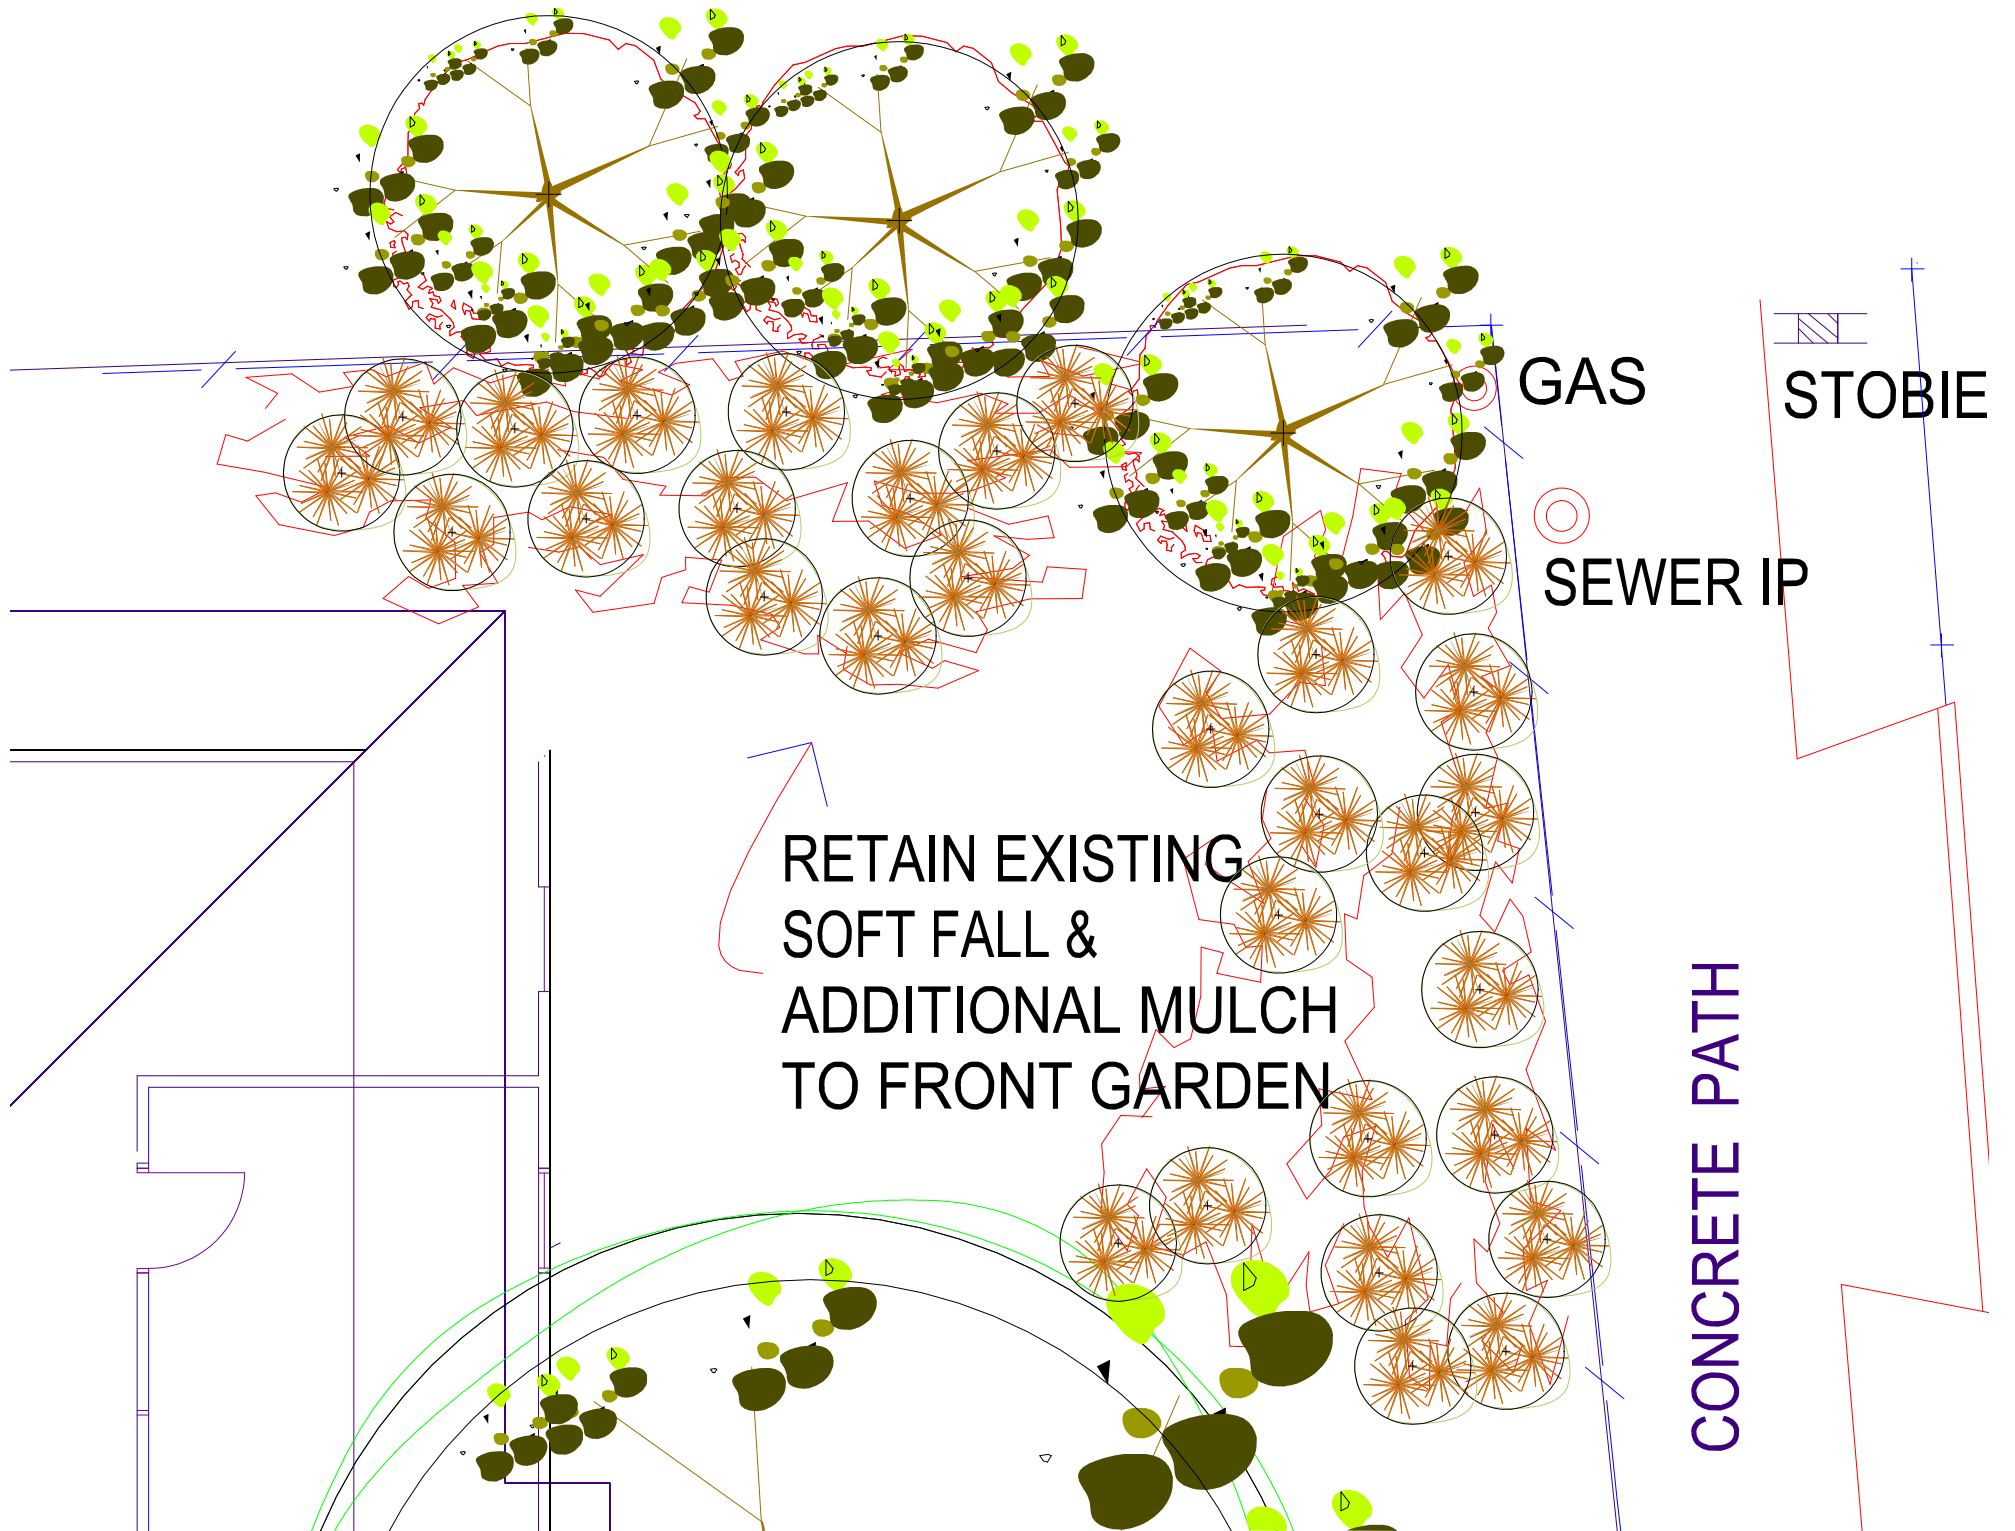 GAS
STOBIE
SEWER IP
RETAIN EXISTING
SOFT FALL &
ADDITIONAL MULCH
TO FRONT GARDEN
CONCRETE PATH